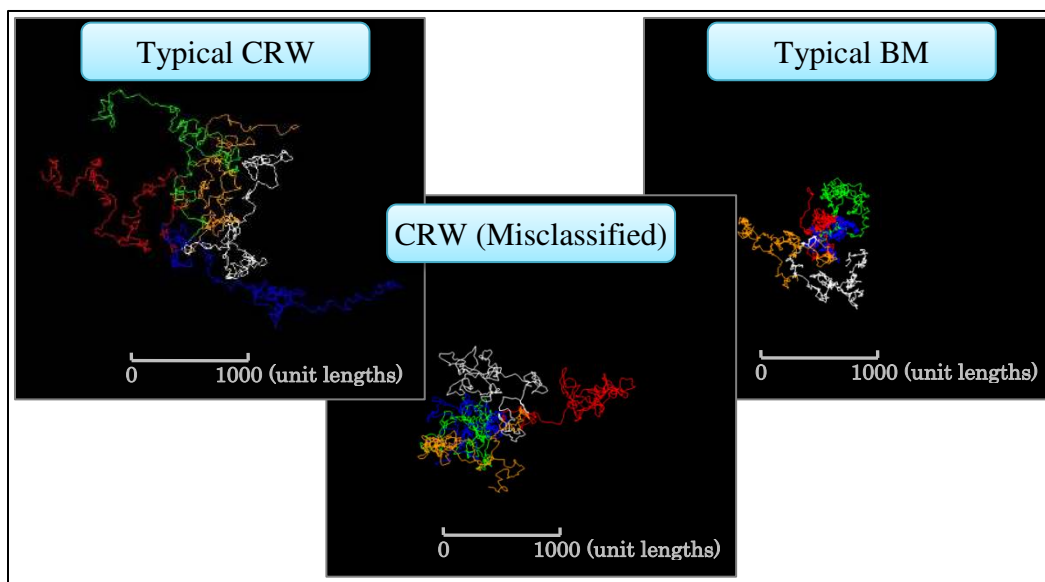 Typical CRW
0 1000 (unit lengths)
CRW (Misclassified)
0 1000 (unit lengths)
Typical BM
0 1000 (unit lengths)